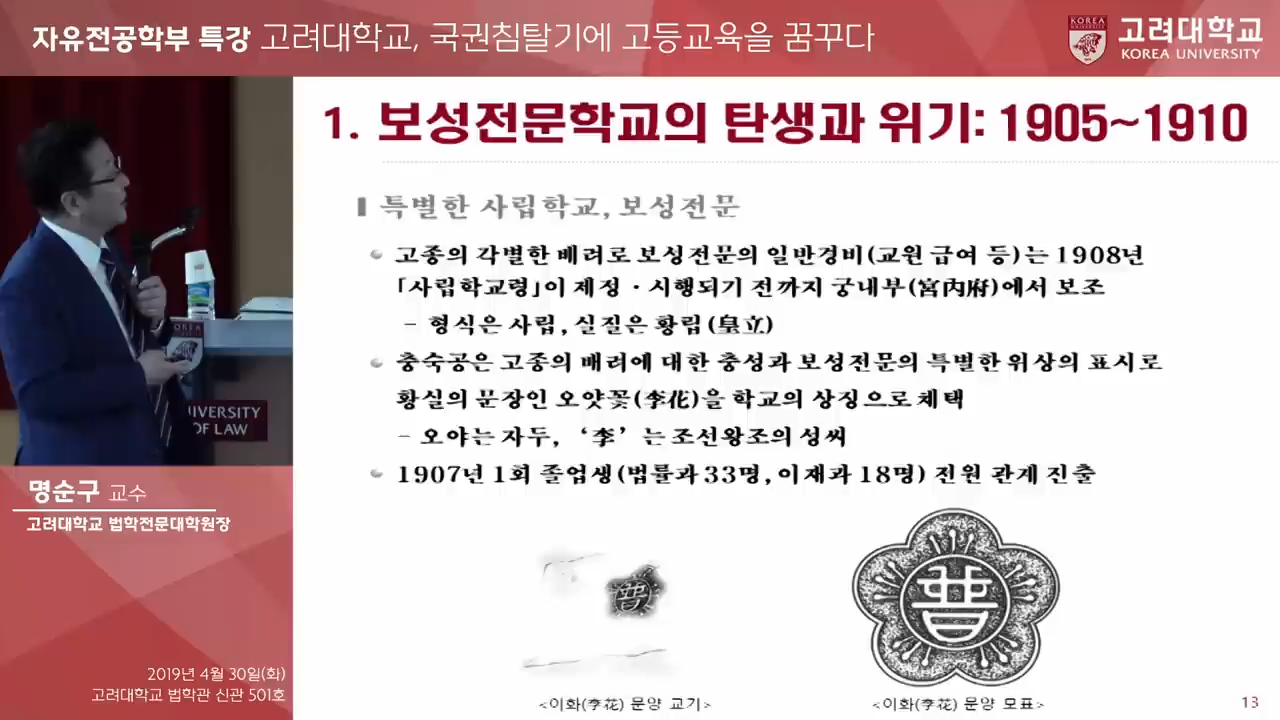 자유전공학부 특강 고려대학교, 국권침탈기에 고등교육을 꿈꾸다
KOREA
고려대학교
KOREA UNIVERSITY
1. 보성전문학교의 탄생과 위기: 1905~1910
특별한 사립학교, 보성전문
고종의 각별한 배려로 보성전문의 일반경비(교원 급여 등)는 1908년
「사립학교령」이 제정·시행되기 전까지 궁내부(宮內府)에서 보조
- 형식은 사립, 실질은 황립(皇立)
충숙공은 고종의 배려에 대한 충성과 보성전문의 특별한 위상의 표시로
황실의 문장인 오얏꽃(李花)을 학교의 상징으로 채택
- 오야는 자두, ‘李’는 조선왕조의 성씨
1907년 1회 졸업생(법률과 33명, 이재과 18명) 전원 관계 진출
普
普
<이화(李花) 문양 교기>
<이화(李花) 문양 모표>
13
KOREA
UNIVERSITY
OF LAW
명순구 교수
고려대학교 법학전문대학원장
2019년 4월 30일(화)
고려대학교 법학관 신관 501호